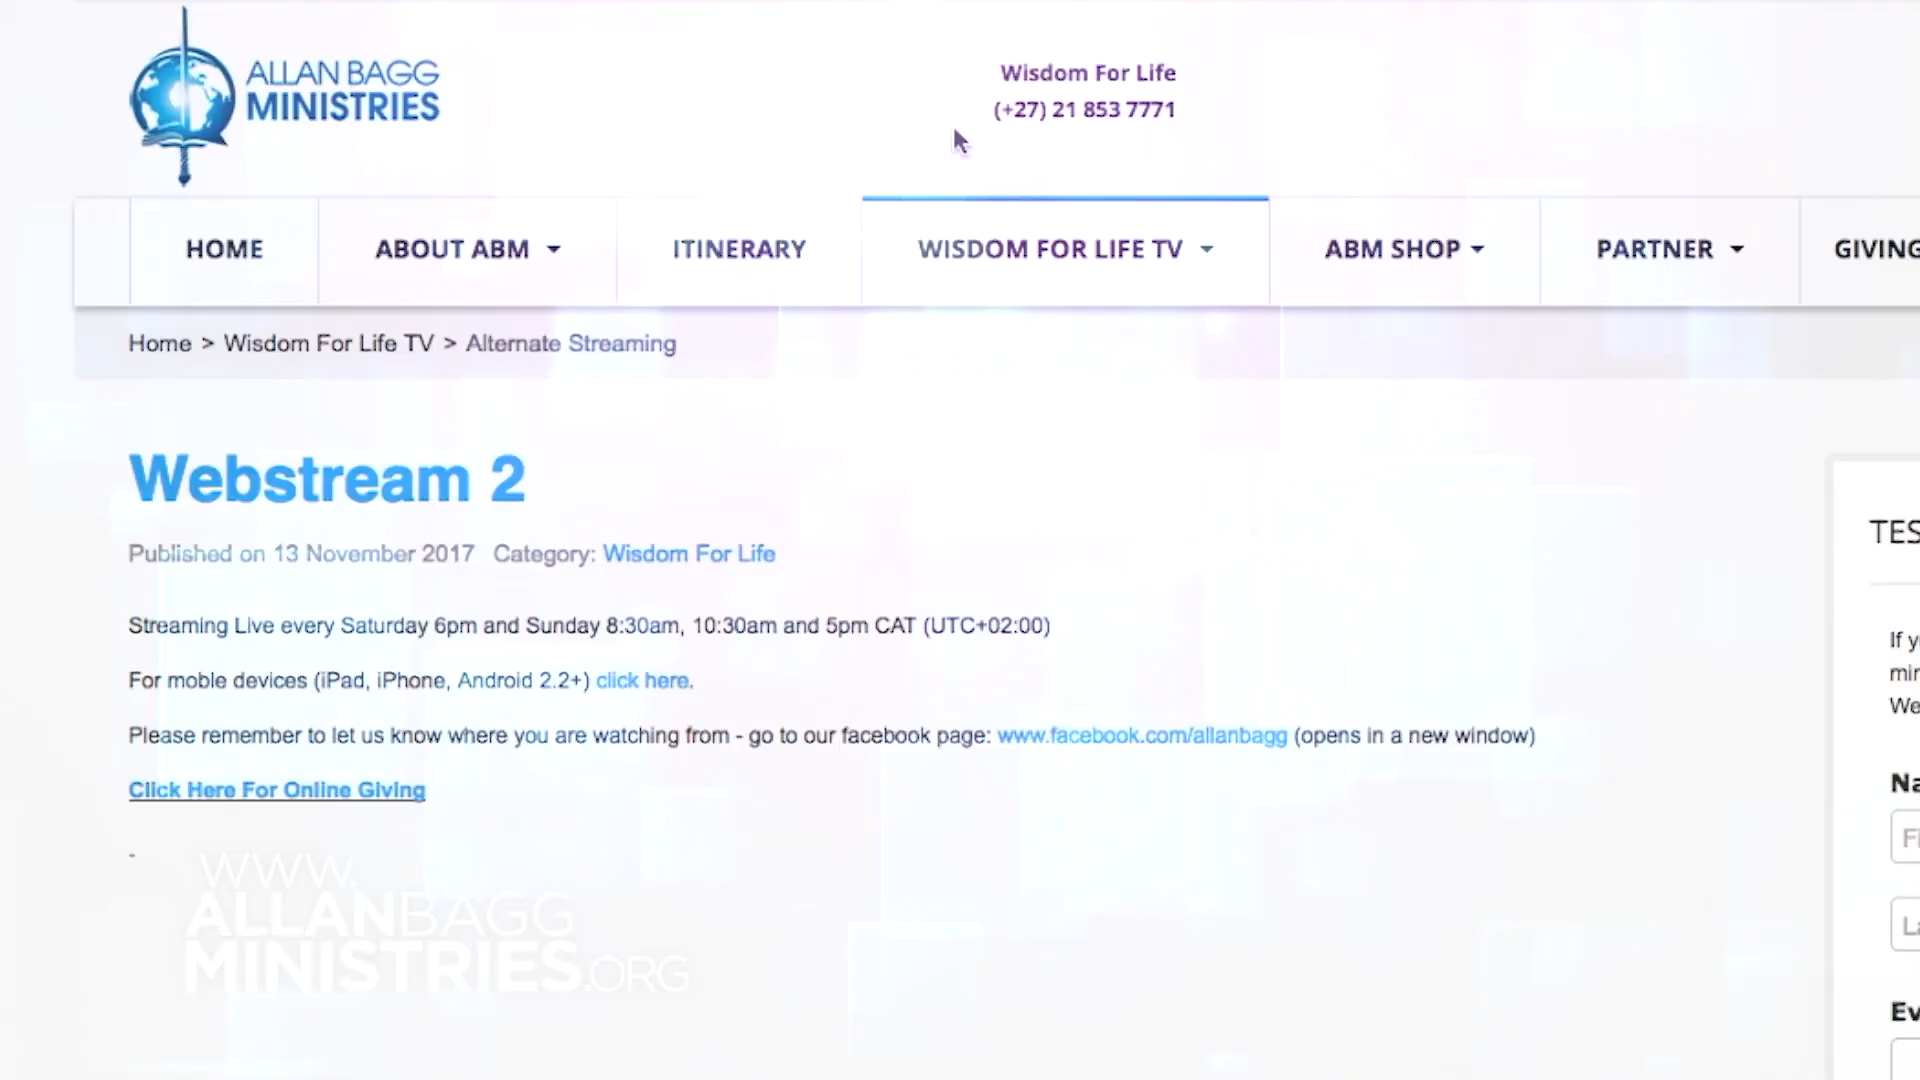 ALLAN BAGG
MINISTRIES
Wisdom For Life
(+27) 21 853 7771
HOME
ABOUT ABM
ITINERARY
WISDOM FOR LIFE TV
ABM SHOP
PARTNER
GIVING
Home > Wisdom For Life TV > Alternate Streaming
Webstream 2
Published on 13 November 2017 Category: Wisdom For Life
Streaming Live every Saturday 6pm and Sunday 8:30am, 10:30am and 5pm CAT (UTC+02:00)
For moble devices (iPad, iPhone, Android 2.2+) click here.
Please remember to let us know where you are watching from - go to our facebook page: www.facebook.com/allanbagg (opens in a new window)
Click Here For Online Giving
-
WWW.
ALLANBAGG
MINISTRIES.ORG
If
We